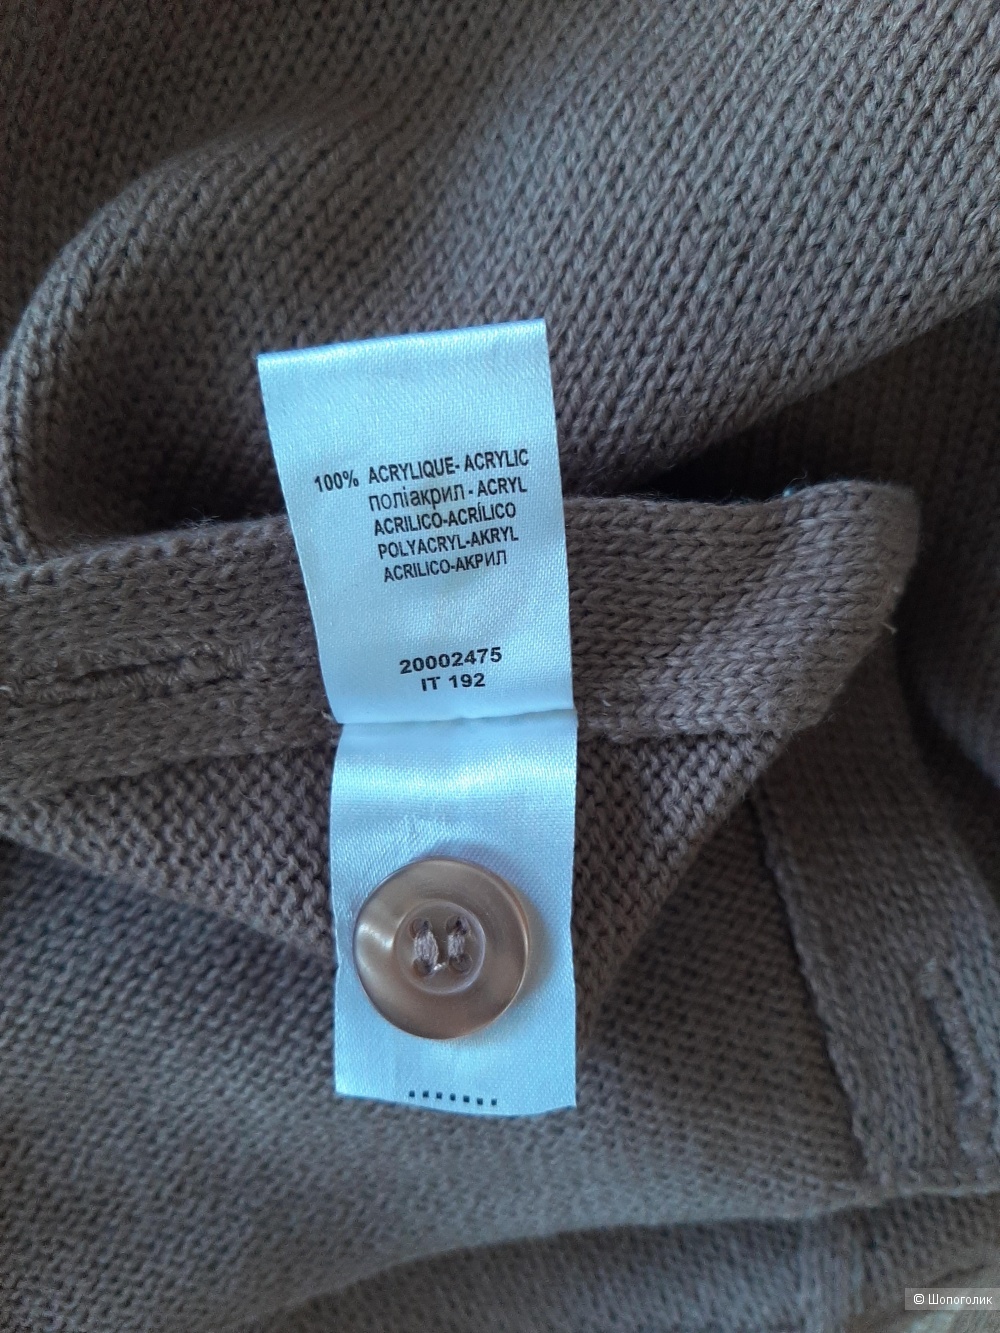 100% ACRYLIQUE- ACRYLIC
поліакрил - ACRYL
ACRILICO-ACRÍLICO
POLYACRYL-AKRYL
ACRILICO-АКРИЛ
20002475
IT 192
© Шопоголик